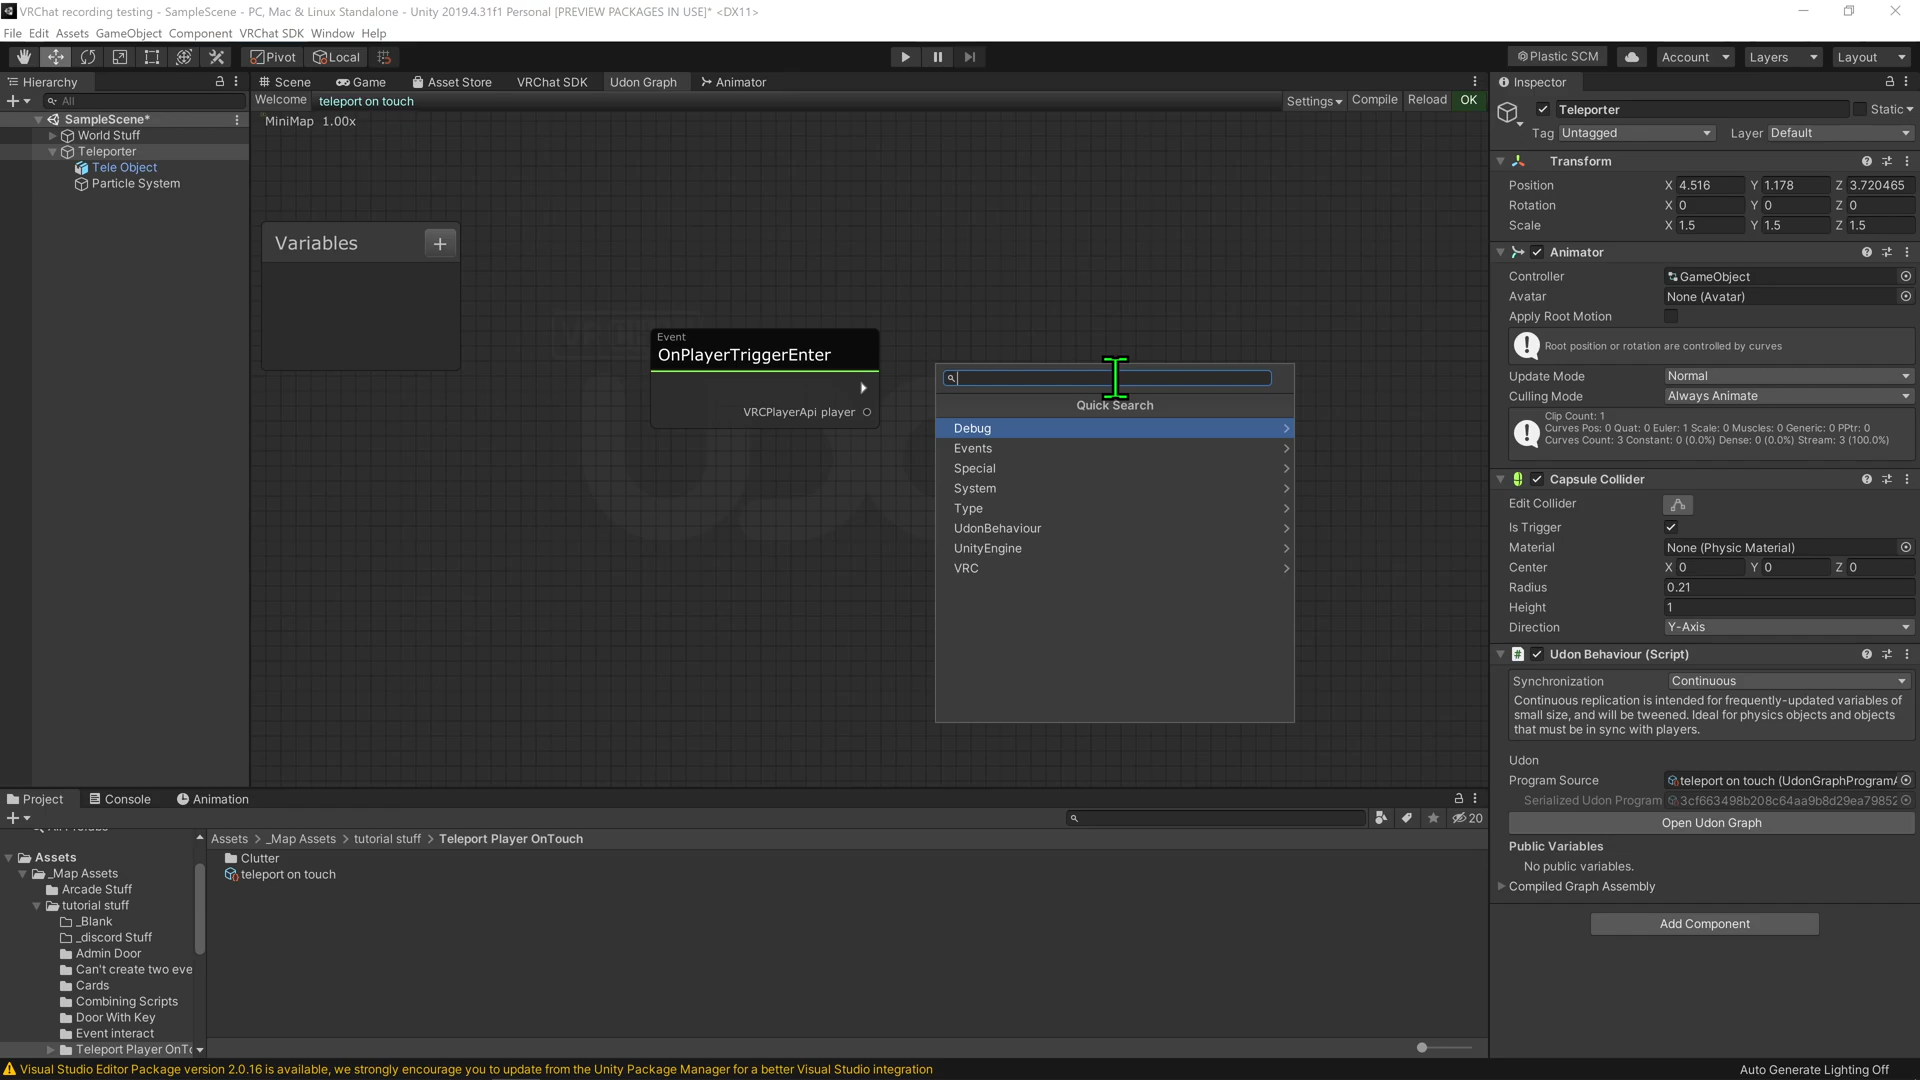 VRChat recording testing - SampleScene - PC, Mac & Linux Standalone - Unity 2019.4.31f1 Personal [PREVIEW PACKAGES IN USE]* <DX11>
File Edit Assets GameObject Component VRChat SDK Window Help
Pivot Local Plastic SCM Account Layers Layout
Hierarchy
All
SampleScene*
World Stuff
Teleporter
Tele Object
Particle System
Scene Game Asset Store VRChat SDK Udon Graph Animator
Welcome teleport on touch Settings Compile Reload OK
MiniMap 1.00x
Variables
+
Event
OnPlayerTriggerEnter
VRCPlayerApi player
Quick Search
Debug
Events
Special
System
Type
UdonBehaviour
UnityEngine
VRC
Inspector
Teleporter Static
Tag Untagged Layer Default
Transform
Position X 4.516 Y 1.178 Z 3.720465
Rotation X 0 Y 0 Z 0
Scale X 1.5 Y 1.5 Z 1.5
Animator
Controller GameObject
Avatar None (Avatar)
Apply Root Motion
Root position or rotation are controlled by curves
Update Mode Normal
Culling Mode Always Animate
Clip Count: 1
Curves Pos: 0 Quat: 0 Euler: 1 Scale: 0 Muscles: 0 Generic: 0 PPtr: 0
Curves Count: 3 Constant: 0 (0.0%) Dense: 0 (0.0%) Stream: 3 (100.0%)
Capsule Collider
Edit Collider
Is Trigger
Material None (Physic Material)
Center X 0 Y 0 Z 0
Radius 0.21
Height 1
Direction Y-Axis
Udon Behaviour (Script)
Synchronization Continuous
Continuous replication is intended for frequently-updated variables of
small size, and will be tweened. Ideal for physics objects and objects
that must be in sync with players.
Udon
Program Source teleport on touch (UdonGraphProgramA
Serialized Udon Program 3cf663498b208c64aa9b8d29ea79852
Open Udon Graph
Public Variables
No public variables.
Compiled Graph Assembly
Add Component
Project Console Animation
20
Assets
_Map Assets
Arcade Stuff
tutorial stuff
_Blank
_discord Stuff
Admin Door
Can't create two eve
Cards
Combining Scripts
Door With Key
Event interact
Teleport Player OnTo
Assets > _Map Assets > tutorial stuff > Teleport Player OnTouch
Clutter
teleport on touch
Visual Studio Editor Package version 2.0.16 is available, we strongly encourage you to update from the Unity Package Manager for a better Visual Studio integration
Auto Generate Lighting Off